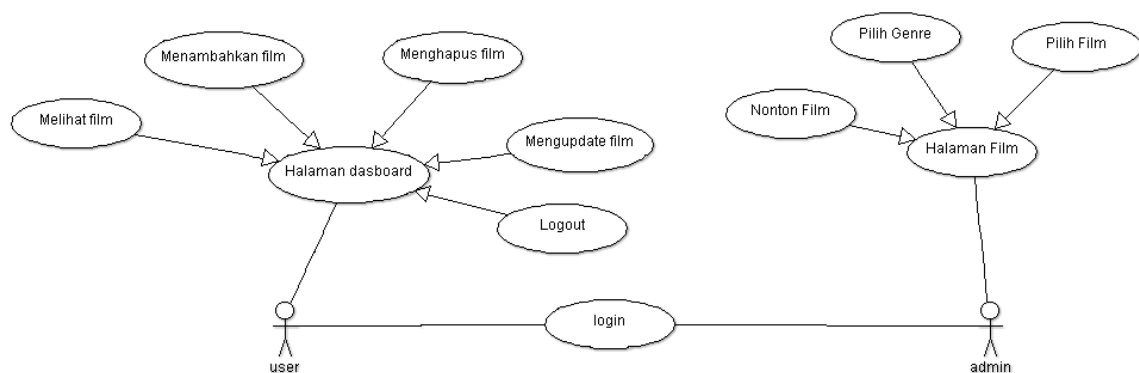 Menambahkan film
Menghapus film
Pilih Genre
Pilih Film
Melihat film
Nonton Film
Mengupdate film
Halaman dasboard
Halaman Film
Logout
login
user
admin